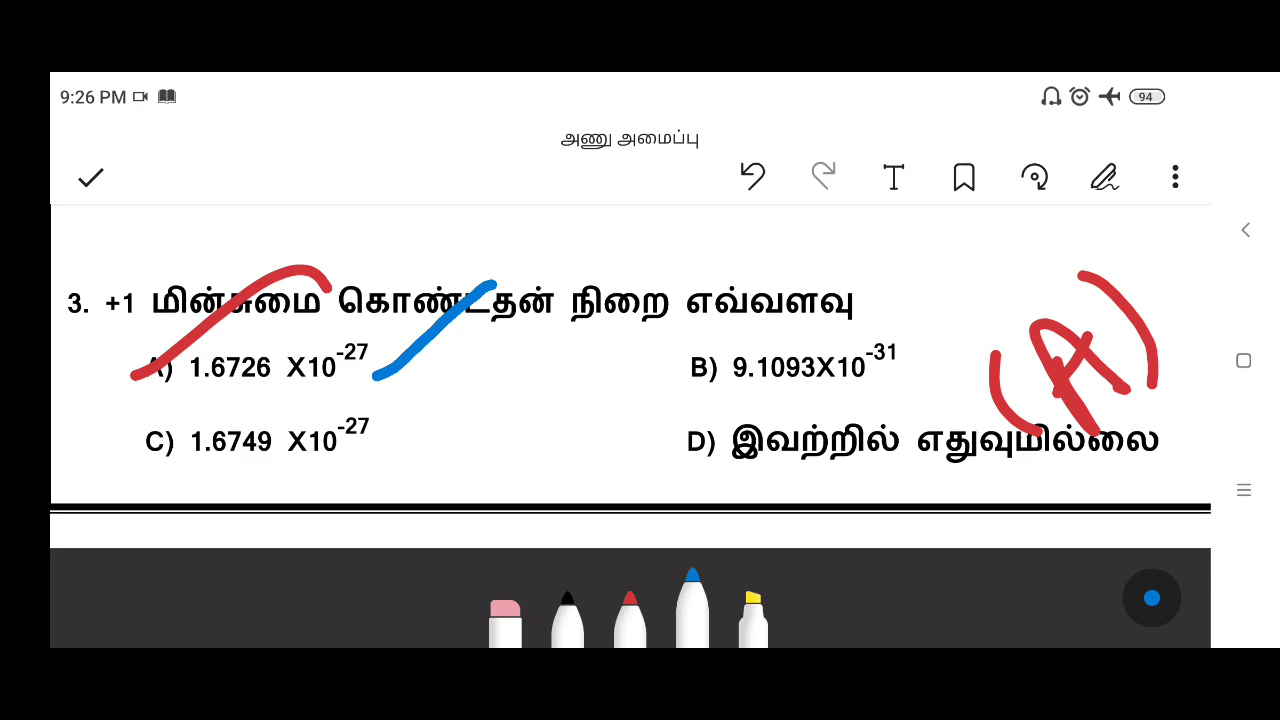 9:26 PM 94
அணு அமைப்பு
T
3. +1 மின்சுமை கொண்டதன் நிறை எவ்வளவு
A) 1.6726 X10-27 B) 9.1093X10-31 (A)
C) 1.6749 X10-27 D) இவற்றில் எதுவுமில்லை